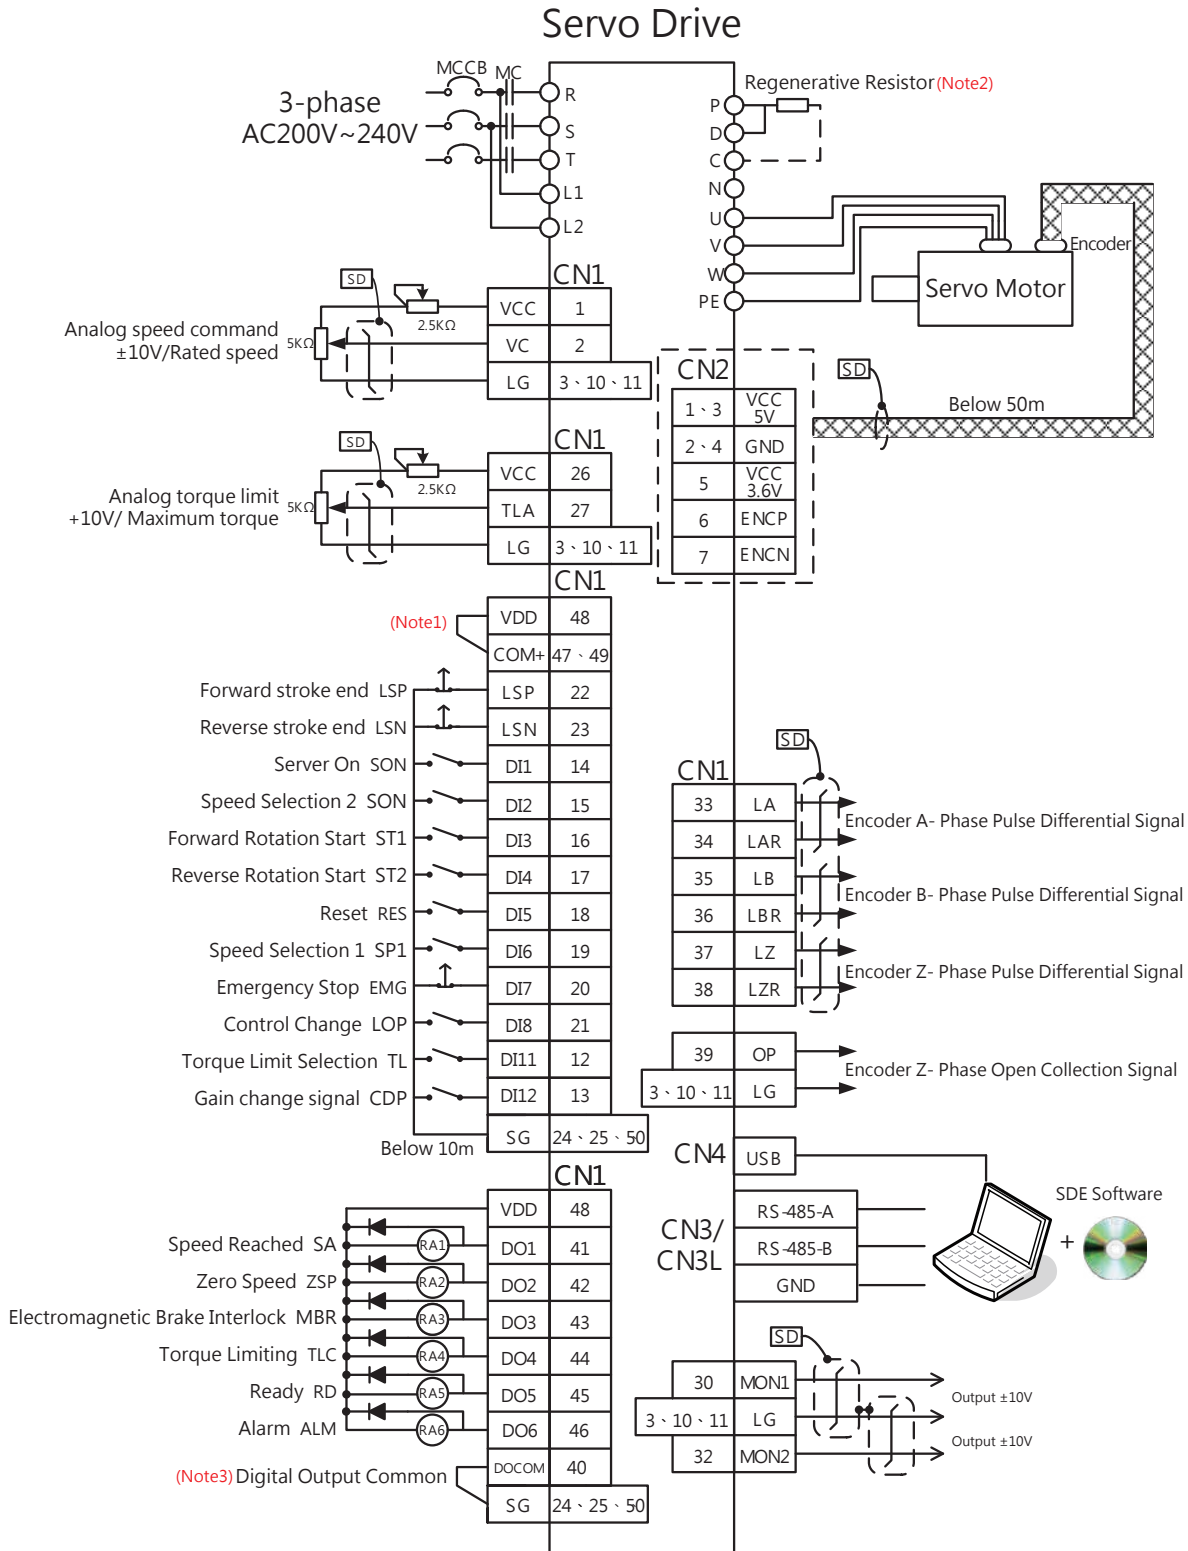 Servo Drive
MCCB MC
3-phase
AC200V~240V
R
S
T
L1
L2
Regenerative Resistor(Note2)
P
D
C
N
U
V
W
PE
Encoder
Servo Motor
SD
Below 50m
CN1
SD
Analog speed command
±10V/Rated speed
5KΩ
2.5KΩ
VCC 1
VC 2
LG 3、10、11
CN1
SD
Analog torque limit
+10V/ Maximum torque
5KΩ
2.5KΩ
VCC 26
TLA 27
LG 3、10、11
CN2
1、3 VCC 5V
2、4 GND
5 VCC 3.6V
6 ENCP
7 ENCN
CN1
(Note1)
VDD 48
COM+ 47、49
Forward stroke end LSP LSP 22
Reverse stroke end LSN LSN 23
Server On SON DI1 14
Speed Selection 2 SON DI2 15
Forward Rotation Start ST1 DI3 16
Reverse Rotation Start ST2 DI4 17
Reset RES DI5 18
Speed Selection 1 SP1 DI6 19
Emergency Stop EMG DI7 20
Control Change LOP DI8 21
Torque Limit Selection TL DI11 12
Gain change signal CDP DI12 13
Below 10m
SG 24、25、50
CN1
VDD 48
Speed Reached SA RA1 DO1 41
Zero Speed ZSP RA2 DO2 42
Electromagnetic Brake Interlock MBR RA3 DO3 43
Torque Limiting TLC RA4 DO4 44
Ready RD RA5 DO5 45
Alarm ALM RA6 DO6 46
(Note3) Digital Output Common DOCOM 40
SG 24、25、50
SD
CN1
33 LA
Encoder A- Phase Pulse Differential Signal
34 LAR
35 LB
Encoder B- Phase Pulse Differential Signal
36 LBR
37 LZ
Encoder Z- Phase Pulse Differential Signal
38 LZR
39 OP
Encoder Z- Phase Open Collection Signal
3、10、11 LG
CN4 USB
SDE Software
+
CN3/
CN3L
RS-485-A
RS-485-B
GND
SD
30 MON1
Output ±10V
3、10、11 LG
Output ±10V
32 MON2